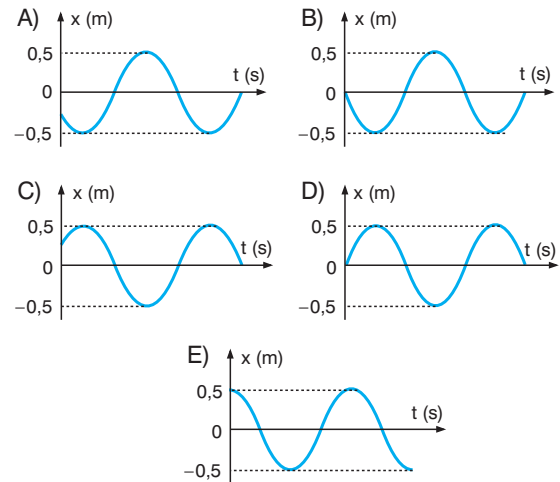 A) x (m)
0,5
t (s)
0
−0,5
B) x (m)
0,5
t (s)
0
−0,5
C) x (m)
0,5
t (s)
0
−0,5
D) x (m)
0,5
t (s)
0
−0,5
E) x (m)
0,5
t (s)
0
−0,5